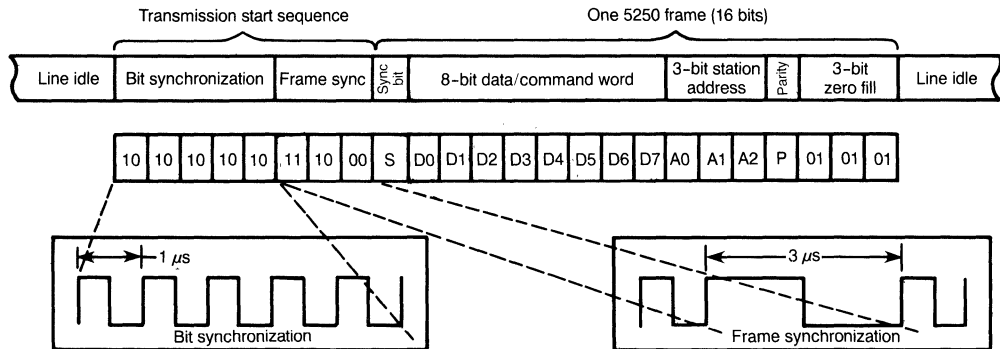 Transmission start sequence
One 5250 frame (16 bits)
Line idle
Bit synchronization
Frame sync
Sync bit
8-bit data/command word
3-bit station address
Parity
3-bit zero fill
Line idle
10 10 10 10 10 11 10 00 S D0 D1 D2 D3 D4 D5 D6 D7 A0 A1 A2 P 01 01 01
1 μs
Bit synchronization
3 μs
Frame synchronization